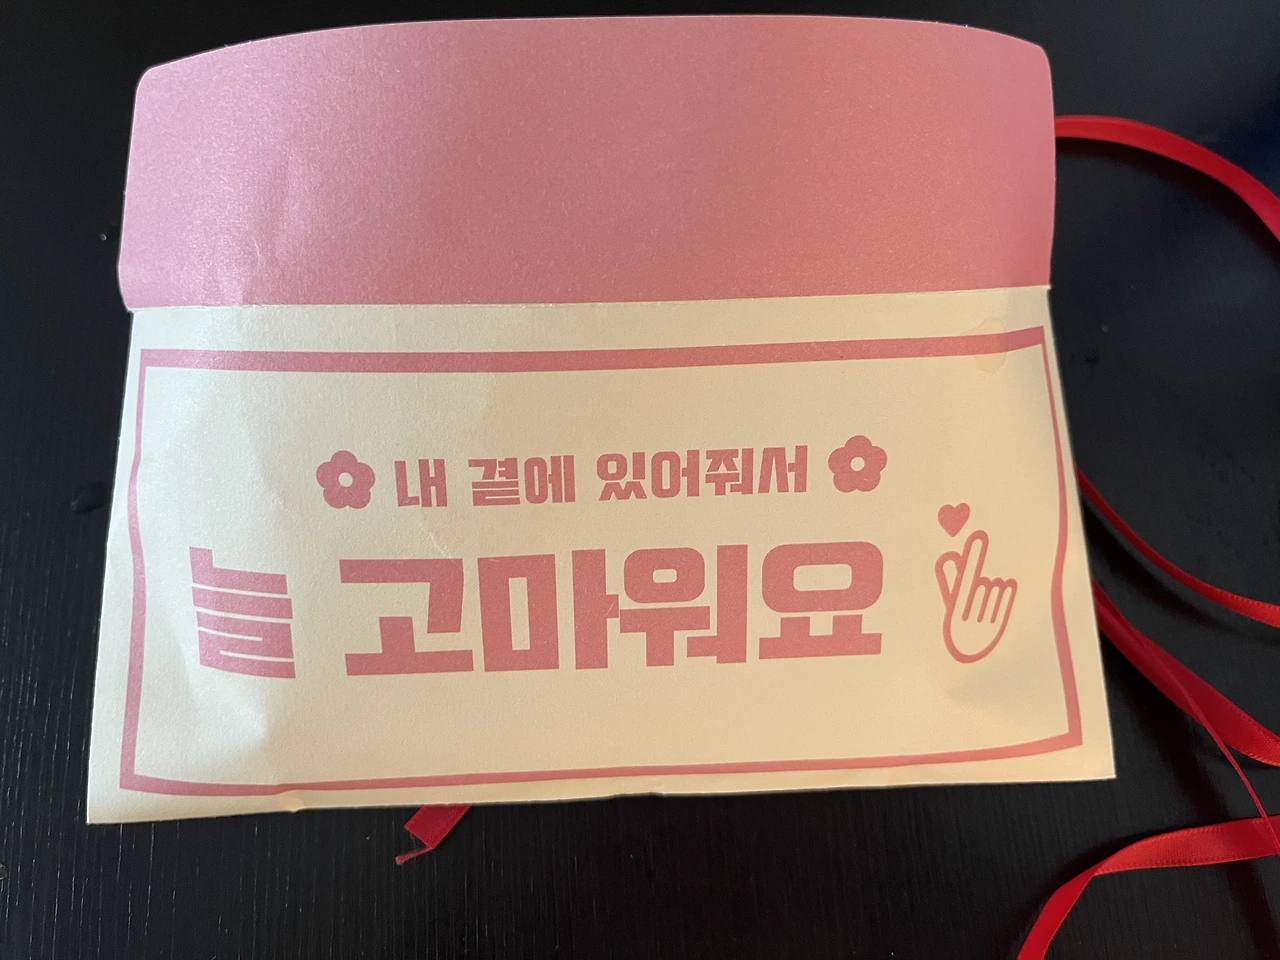 내 곁에 있어줘서
늘 고마워요